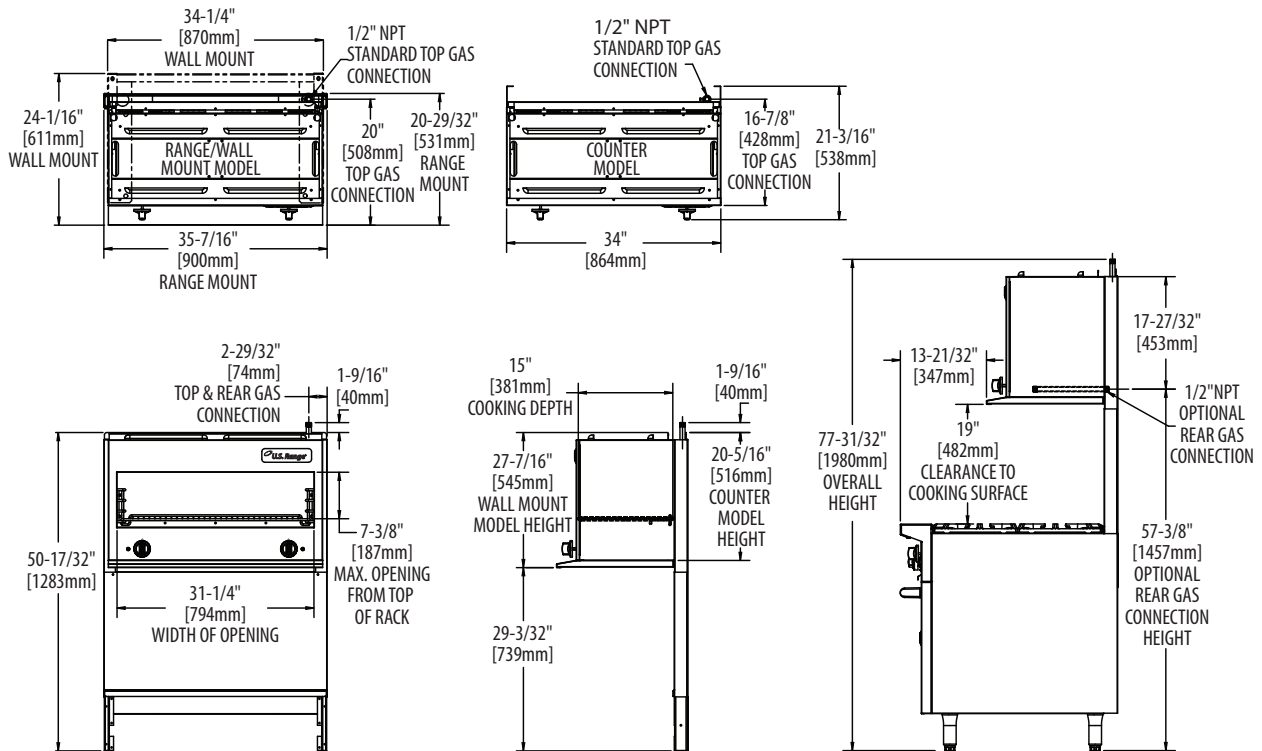 34-1/4"
[870mm]
WALL MOUNT
1/2" NPT
STANDARD TOP GAS
CONNECTION
24-1/16"
[611mm]
WALL MOUNT
RANGE/WALL
MOUNT MODEL
20"
[508mm]
TOP GAS
CONNECTION
20-29/32"
[531mm]
RANGE
MOUNT
35-7/16"
[900mm]
RANGE MOUNT
1/2" NPT
STANDARD TOP GAS
CONNECTION
COUNTER
MODEL
16-7/8"
[428mm]
TOP GAS
CONNECTION
21-3/16"
[538mm]
34"
[864mm]
2-29/32"
[74mm]
TOP & REAR GAS
CONNECTION
1-9/16"
[40mm]
U.S. Range
50-17/32"
[1283mm]
7-3/8"
[187mm]
MAX. OPENING
FROM TOP
OF RACK
31-1/4"
[794mm]
WIDTH OF OPENING
15"
[381mm]
COOKING DEPTH
1-9/16"
[40mm]
27-7/16"
[545mm]
WALL MOUNT
MODEL HEIGHT
20-5/16"
[516mm]
COUNTER
MODEL
HEIGHT
29-3/32"
[739mm]
77-31/32"
[1980mm]
OVERALL
HEIGHT
13-21/32"
[347mm]
17-27/32"
[453mm]
1/2"NPT
OPTIONAL
REAR GAS
CONNECTION
19"
[482mm]
CLEARANCE TO
COOKING SURFACE
57-3/8"
[1457mm]
OPTIONAL
REAR GAS
CONNECTION
HEIGHT